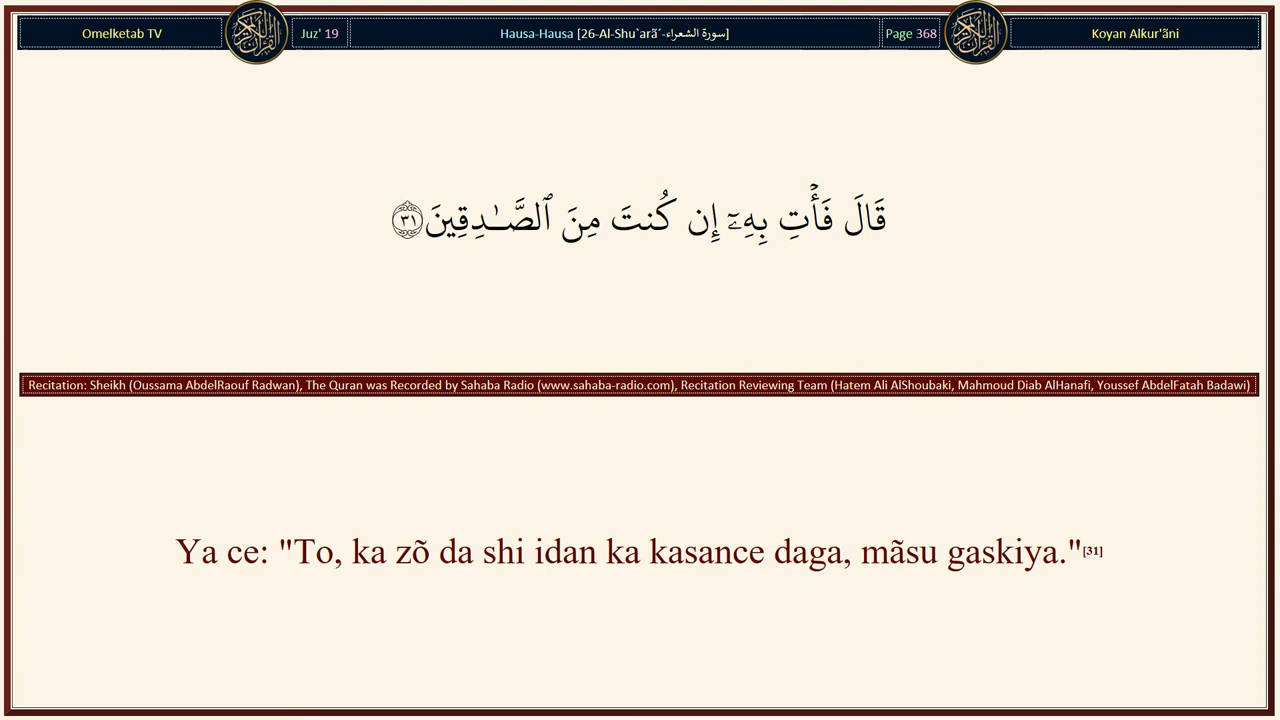 Omelketab TV
Juz' 19
Hausa-Hausa [26-Al-Shu`arã´-سورة الشعراء]
Page 368
Koyan Alƙur'ãni
قَالَ فَأْتِ بِهِۦٓ إِن كُنتَ مِنَ ٱلصَّـٰدِقِينَ ٣١
Recitation: Sheikh (Oussama AbdelRaouf Radwan), The Quran was Recorded by Sahaba Radio (www.sahaba-radio.com), Recitation Reviewing Team (Hatem Ali AlShoubaki, Mahmoud Diab AlHanafi, Youssef AbdelFatah Badawi)
Ya ce: "To, ka zõ da shi idan ka kasance daga, mãsu gaskiya."[31]